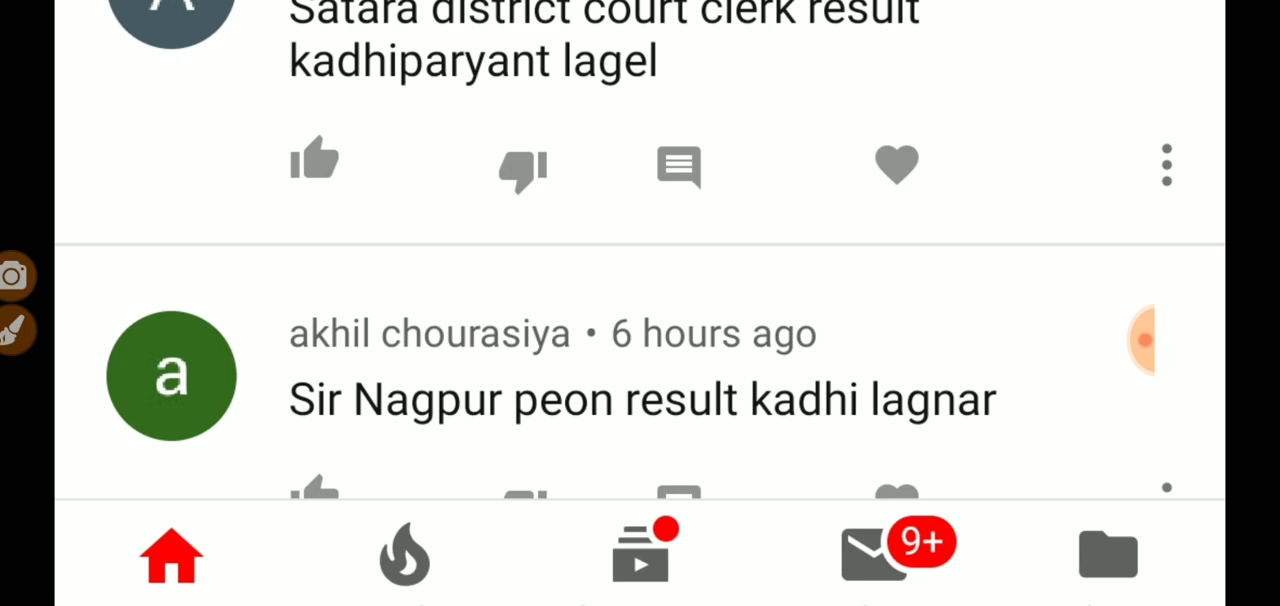 A
Satara district court clerk result
kadhiparyant lagel
akhil chourasiya • 6 hours ago
a
Sir Nagpur peon result kadhi lagnar
9+